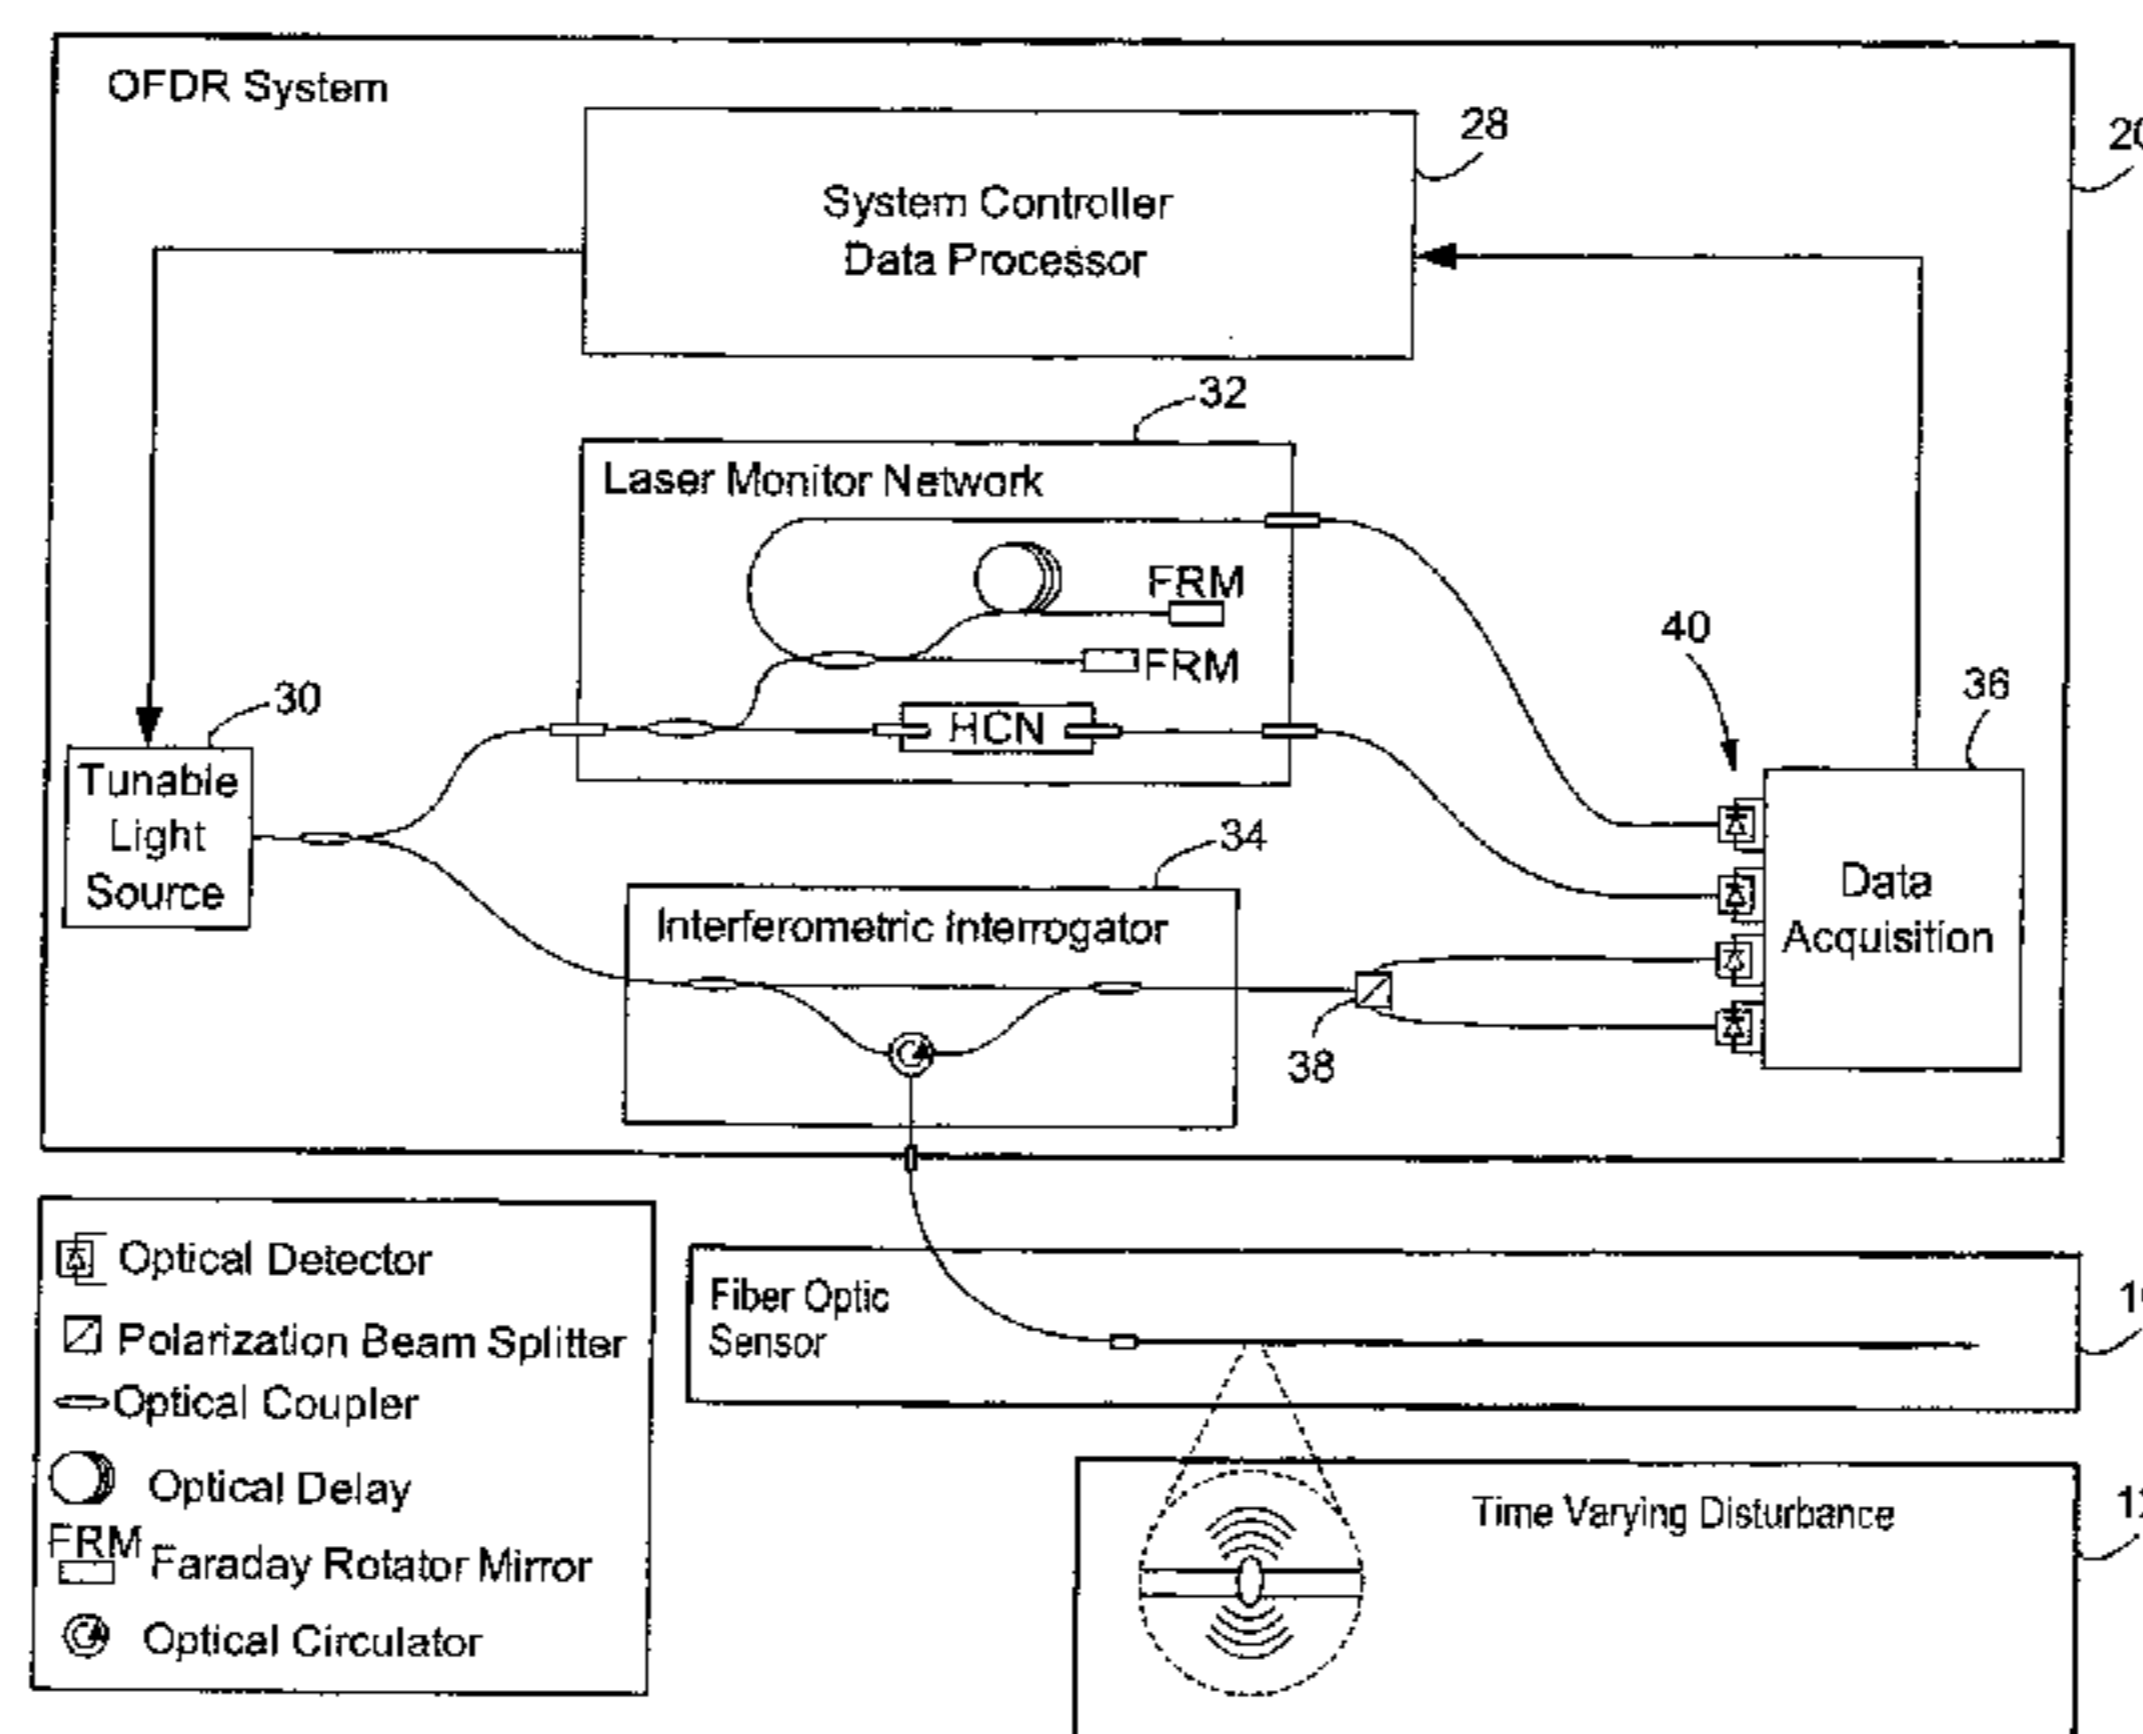 OFDR System
28
20
System Controller
Data Processor
32
Laser Monitor Network
FRM
FRM
HCN
40
36
30
Tunable
Light
Source
34
Interferometric Interrogator
Data
Acquisition
38
Optical Detector
Polarization Beam Splitter
Optical Coupler
Optical Delay
FRM
Faraday Rotator Mirror
Optical Circulator
Fiber Optic
Sensor
Time Varying Disturbance